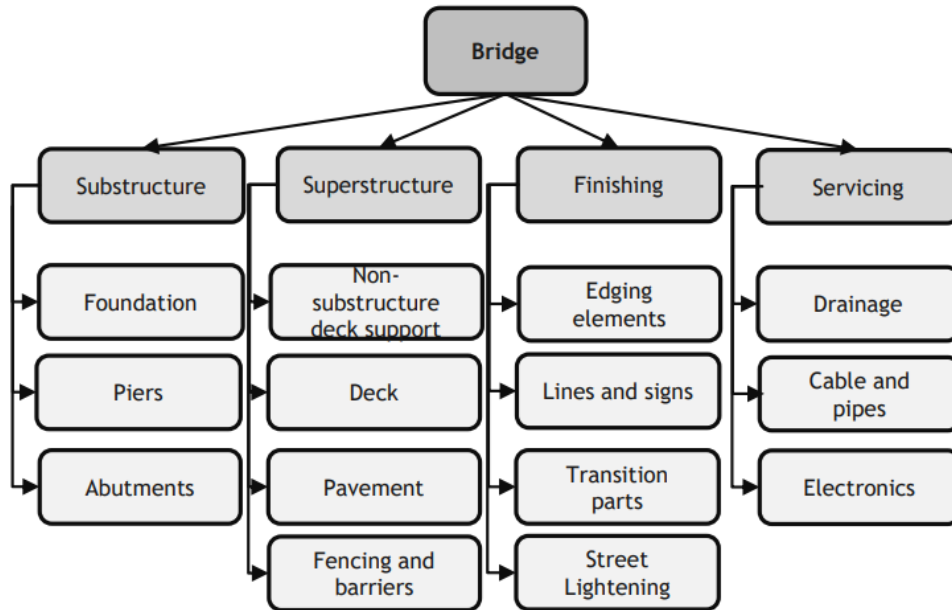 Bridge
Substructure
Superstructure
Finishing
Servicing
Foundation
Non-
substructure
deck support
Edging
elements
Drainage
Piers
Deck
Lines and signs
Cable and
pipes
Abutments
Pavement
Transition
parts
Electronics
Fencing and
barriers
Street
Lightening